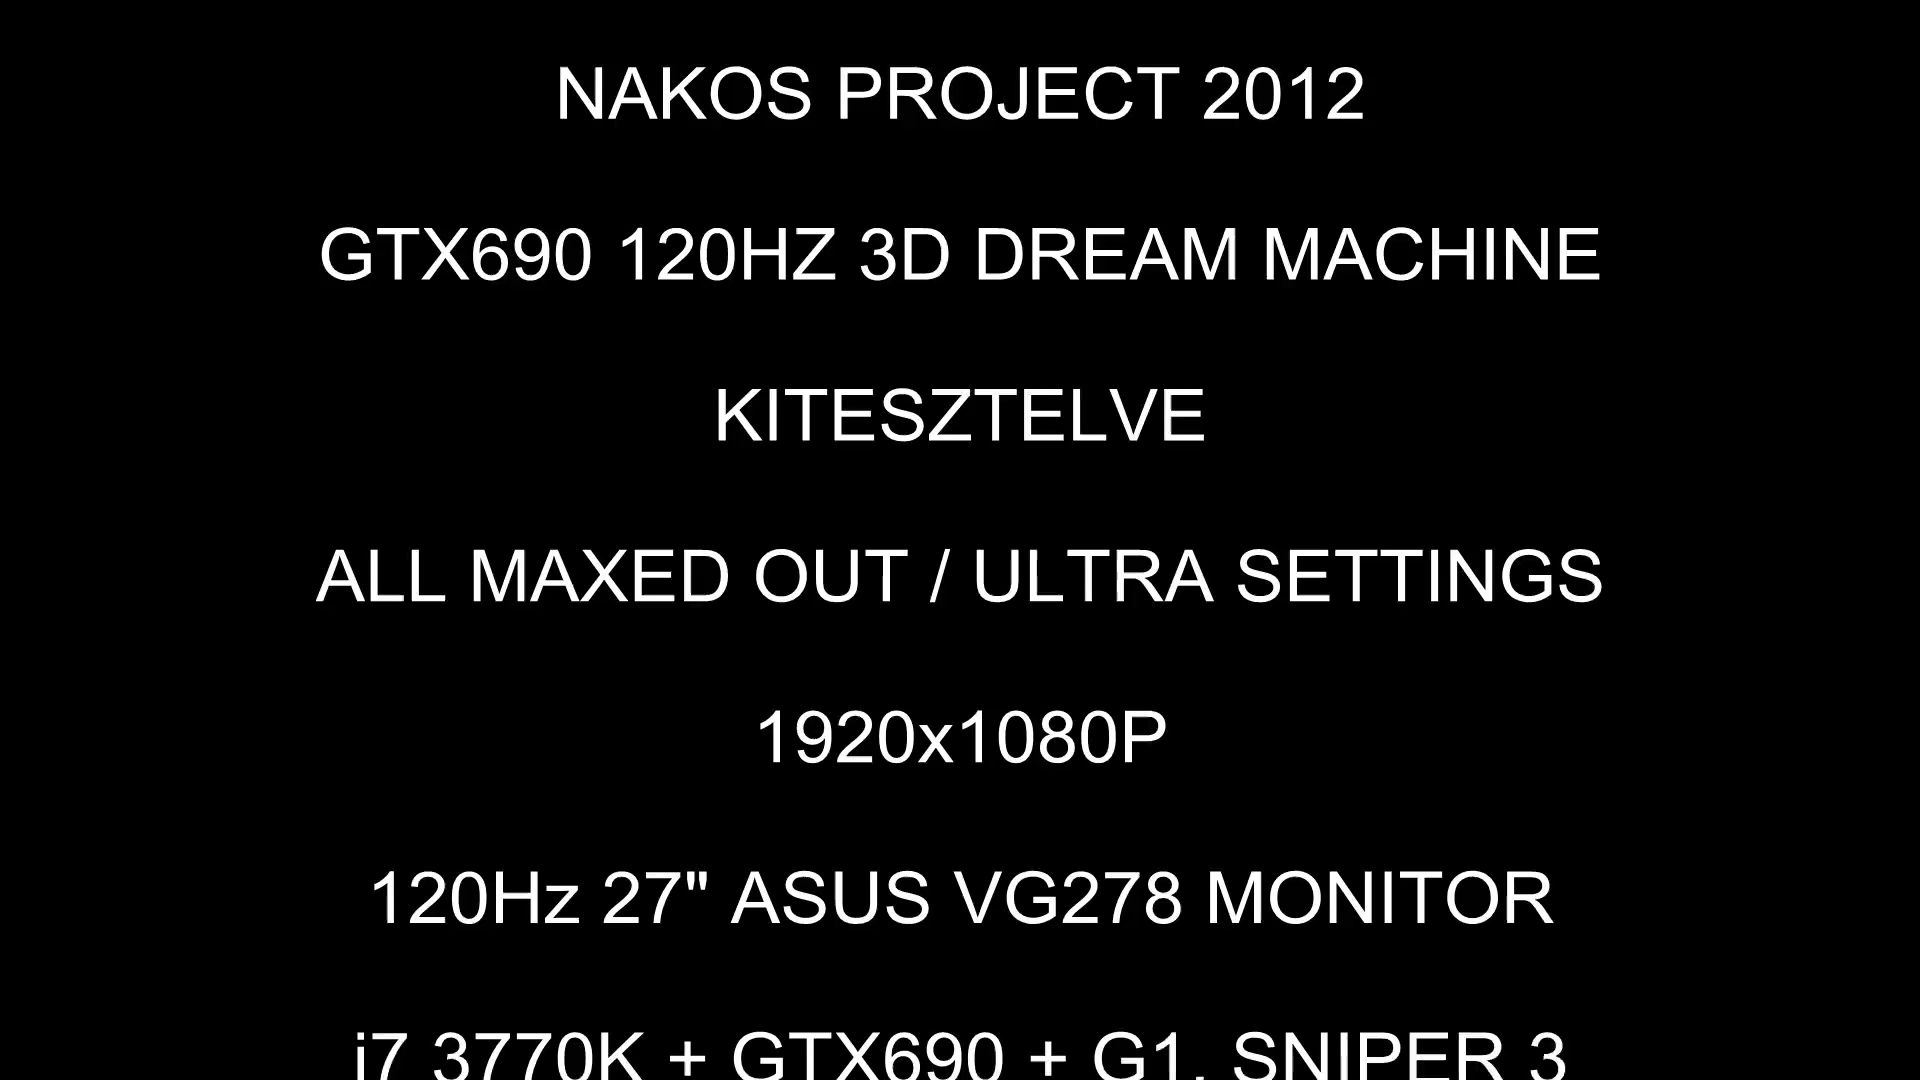 NAKOS PROJECT 2012
GTX690 120HZ 3D DREAM MACHINE
KITESZTELVE
ALL MAXED OUT / ULTRA SETTINGS
1920x1080P
120Hz 27" ASUS VG278 MONITOR
i7 3770K + GTX690 + G1. SNIPER 3